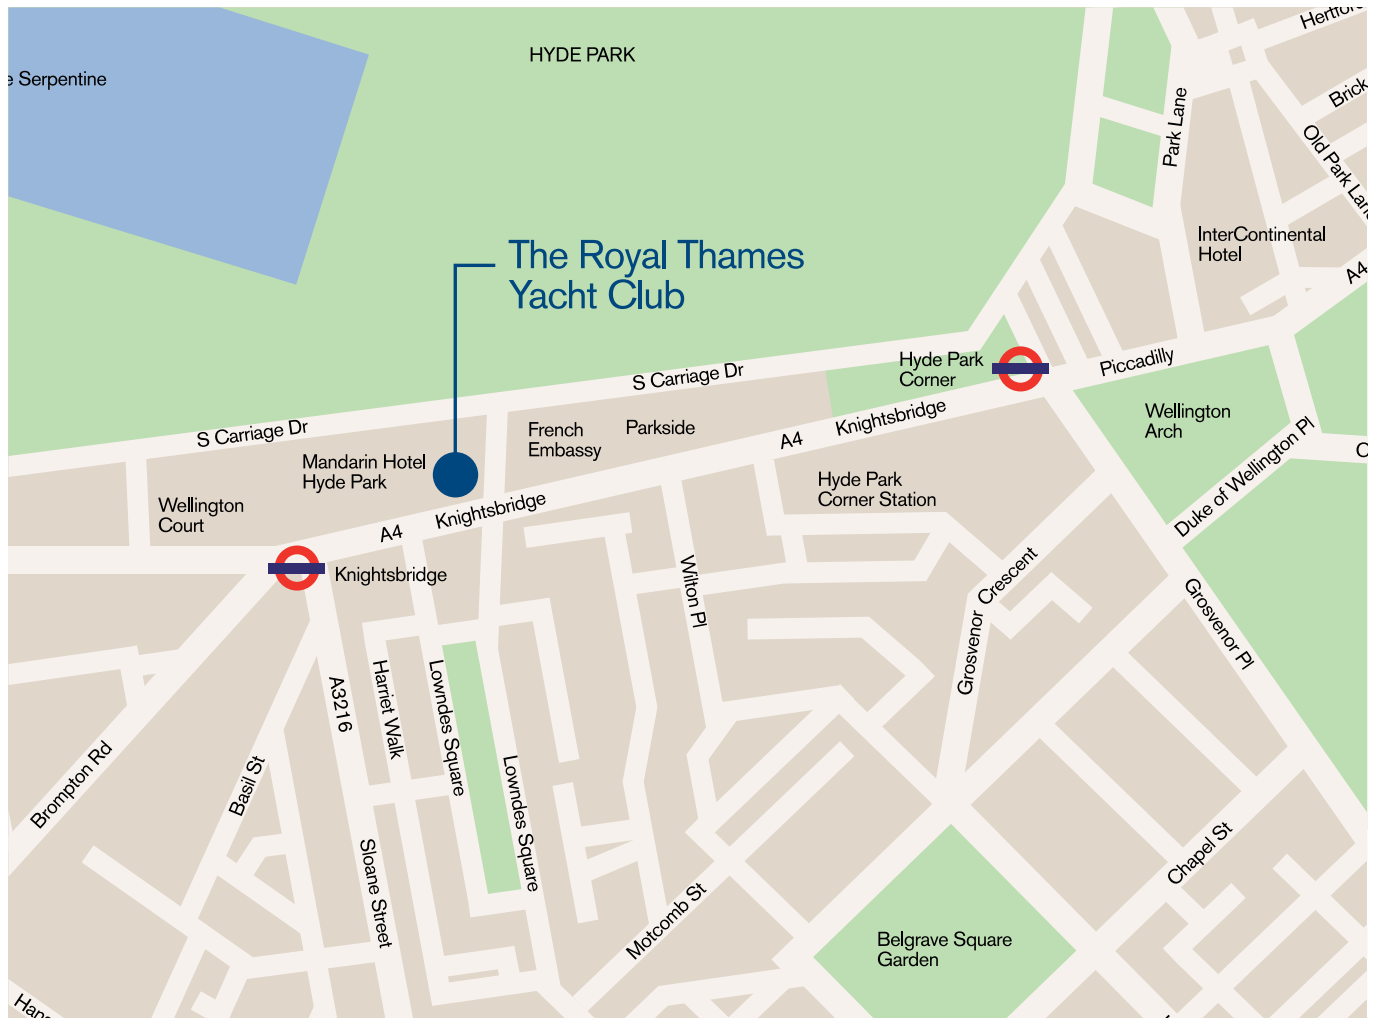 HYDE PARK
e Serpentine
Park Lane
Brick
Old Park Lane
InterContinental
Hotel
A4
The Royal Thames
Yacht Club
S Carriage Dr
S Carriage Dr
Hyde Park
Corner
Piccadilly
Knightsbridge
A4
Wellington
Arch
Duke of Wellington Pl
French
Embassy
Parkside
Mandarin Hotel
Hyde Park
Wellington
Court
Knightsbridge
A4
Hyde Park
Corner Station
Knightsbridge
Wilton Pl
Grosvenor Crescent
Grosvenor Pl
A3216
Harriet Walk
Lowndes Square
Lowndes Square
Brompton Rd
Basil St
Sloane Street
Motcomb St
Chapel St
Belgrave Square
Garden